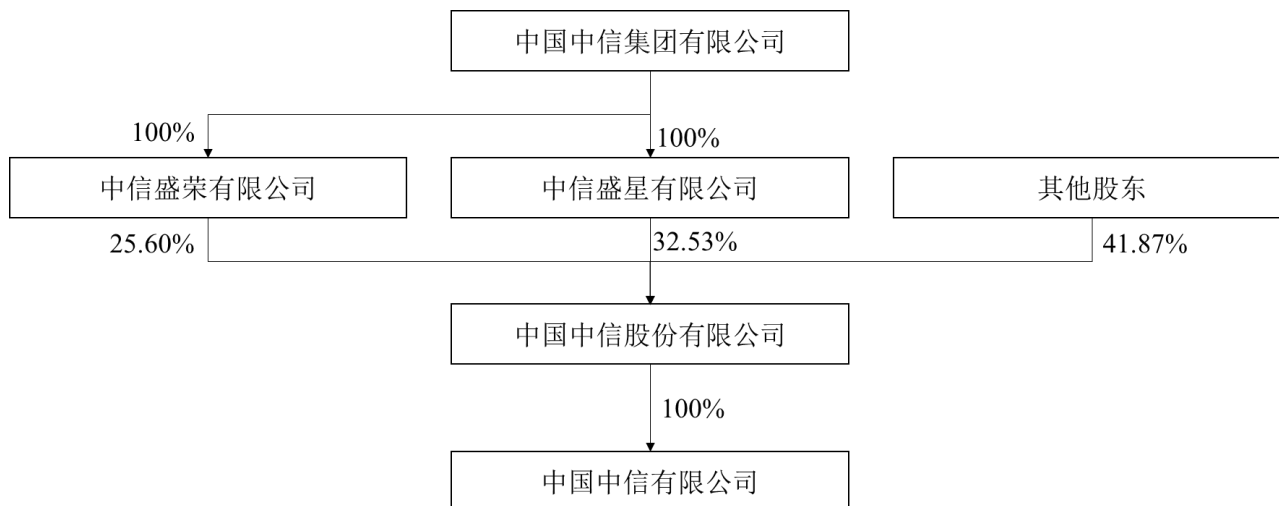 中国中信集团有限公司
100%
100%
中信盛荣有限公司
中信盛星有限公司
其他股东
25.60%
32.53%
41.87%
中国中信股份有限公司
100%
中国中信有限公司